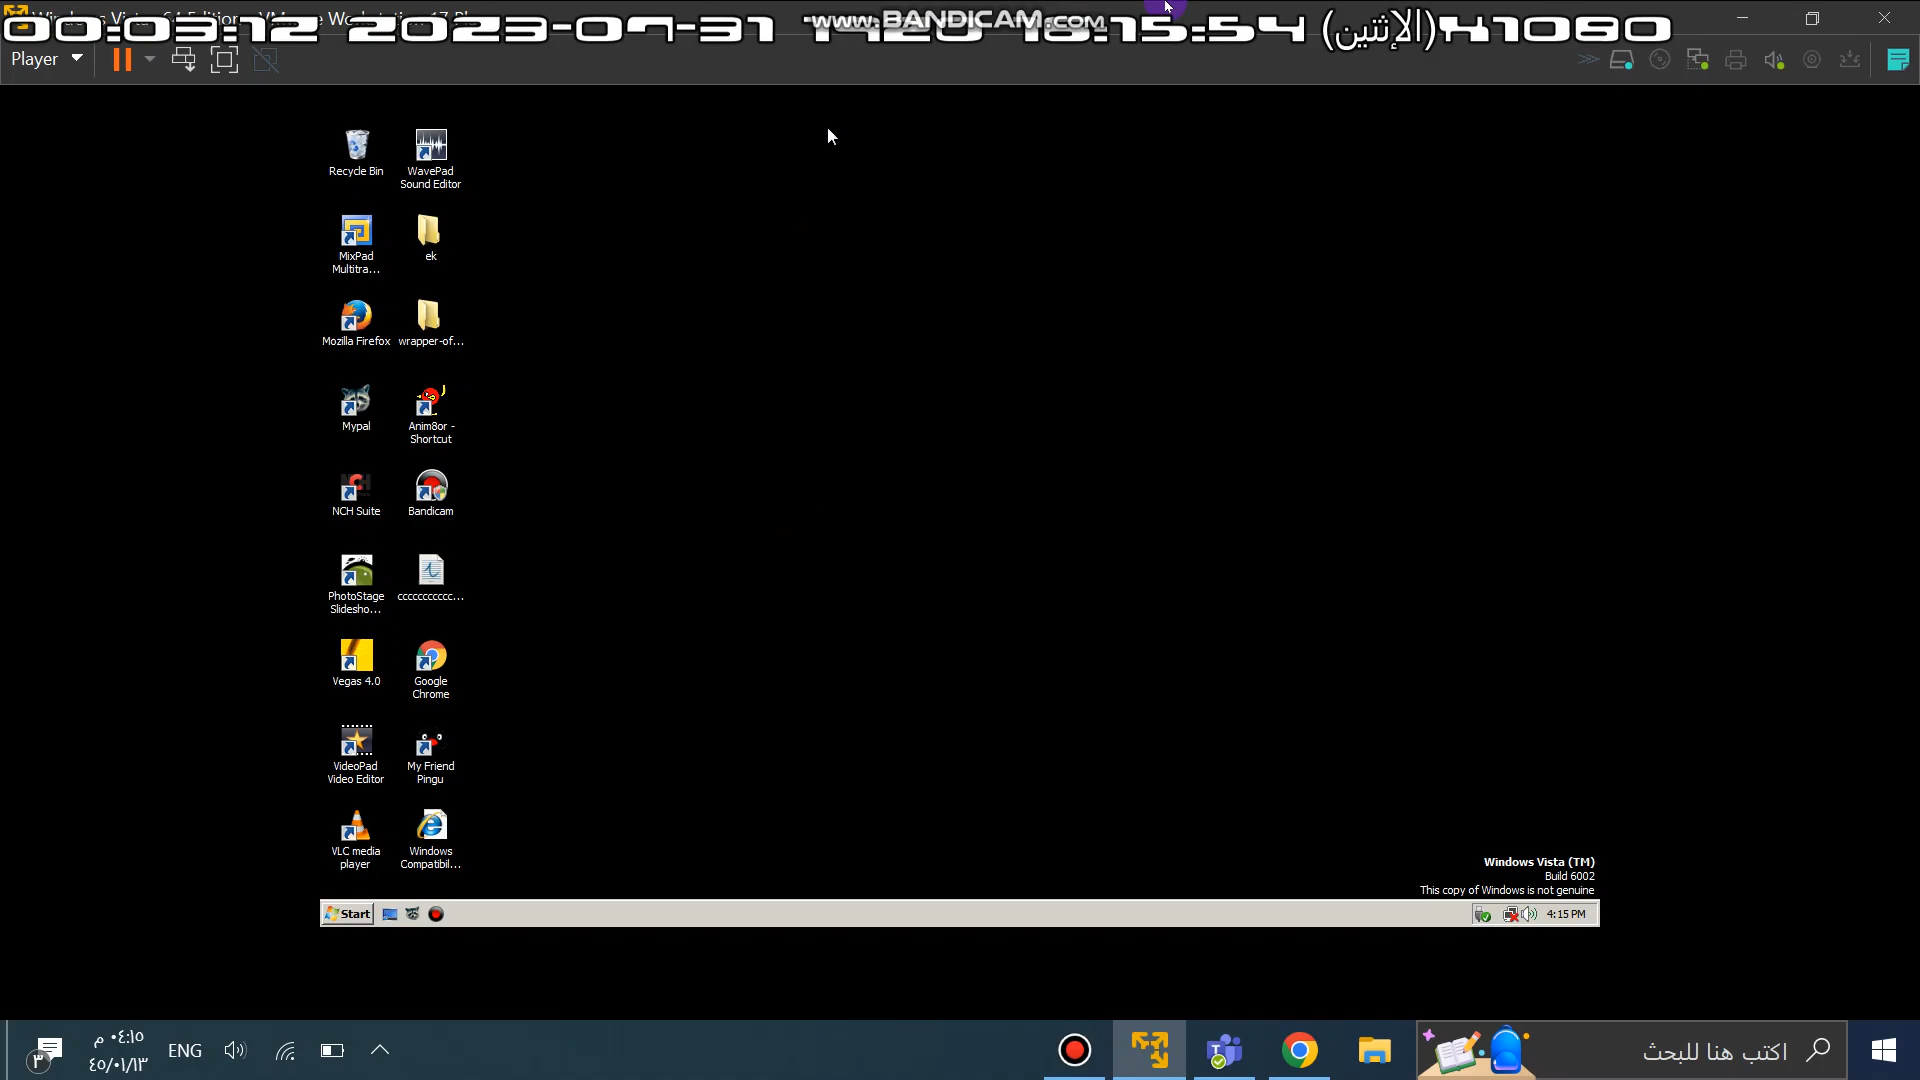 www.BANDICAM.com
00:03:12 2023-07-31 1920 16:15:54 (الإثنين)X1080
Player
Recycle Bin
WavePad
Sound Editor
MixPad
Multitra...
ek
Mozilla Firefox
wrapper-of...
Mypal
Anim8or -
Shortcut
NCH Suite
Bandicam
PhotoStage
Slidesho...
ccccccccccc...
Vegas 4.0
Google
Chrome
VideoPad
Video Editor
My Friend
Pingu
VLC media
player
Windows
Compatibil...
Windows Vista (TM)
Build 6002
This copy of Windows is not genuine
Start
4:15 PM
٣
٠٤:١٥ م
٤٥/٠١/١٣
ENG
اكتب هنا للبحث